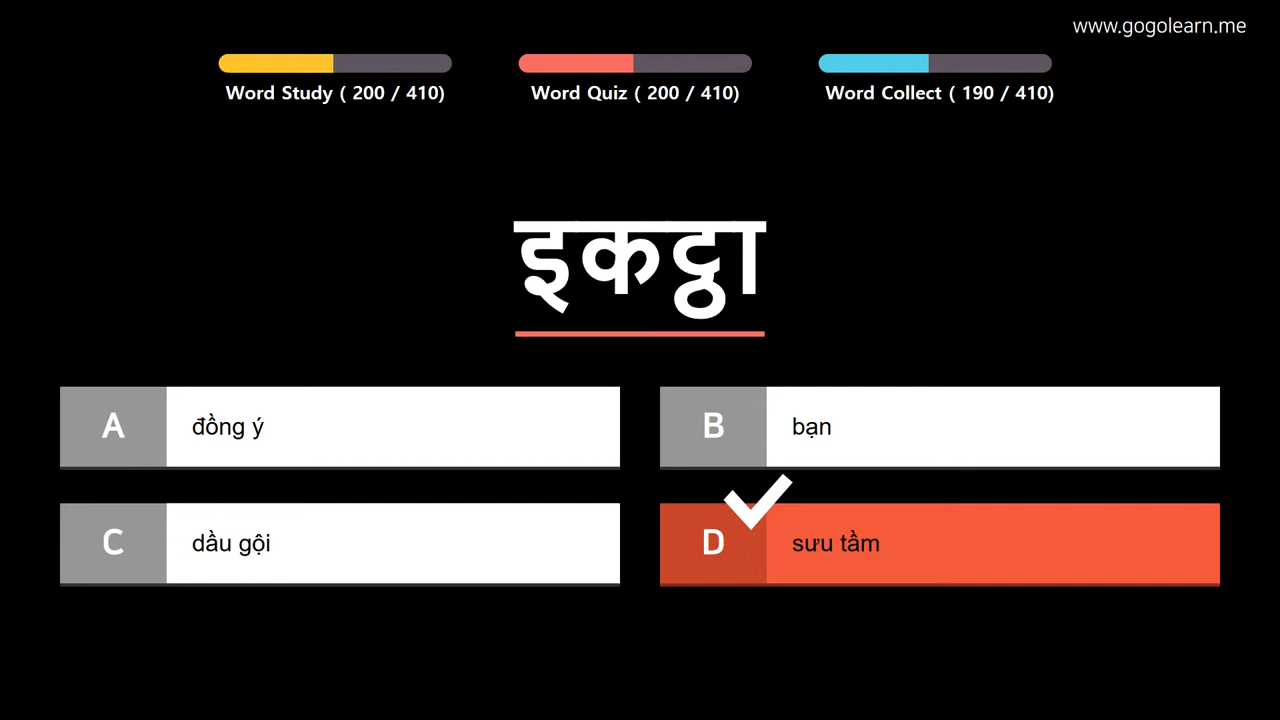 www.gogolearn.me
Word Study ( 200 / 410)
Word Quiz ( 200 / 410)
Word Collect ( 190 / 410)
इकट्ठा
A
đồng ý
B
bạn
C
dầu gội
D
sưu tầm